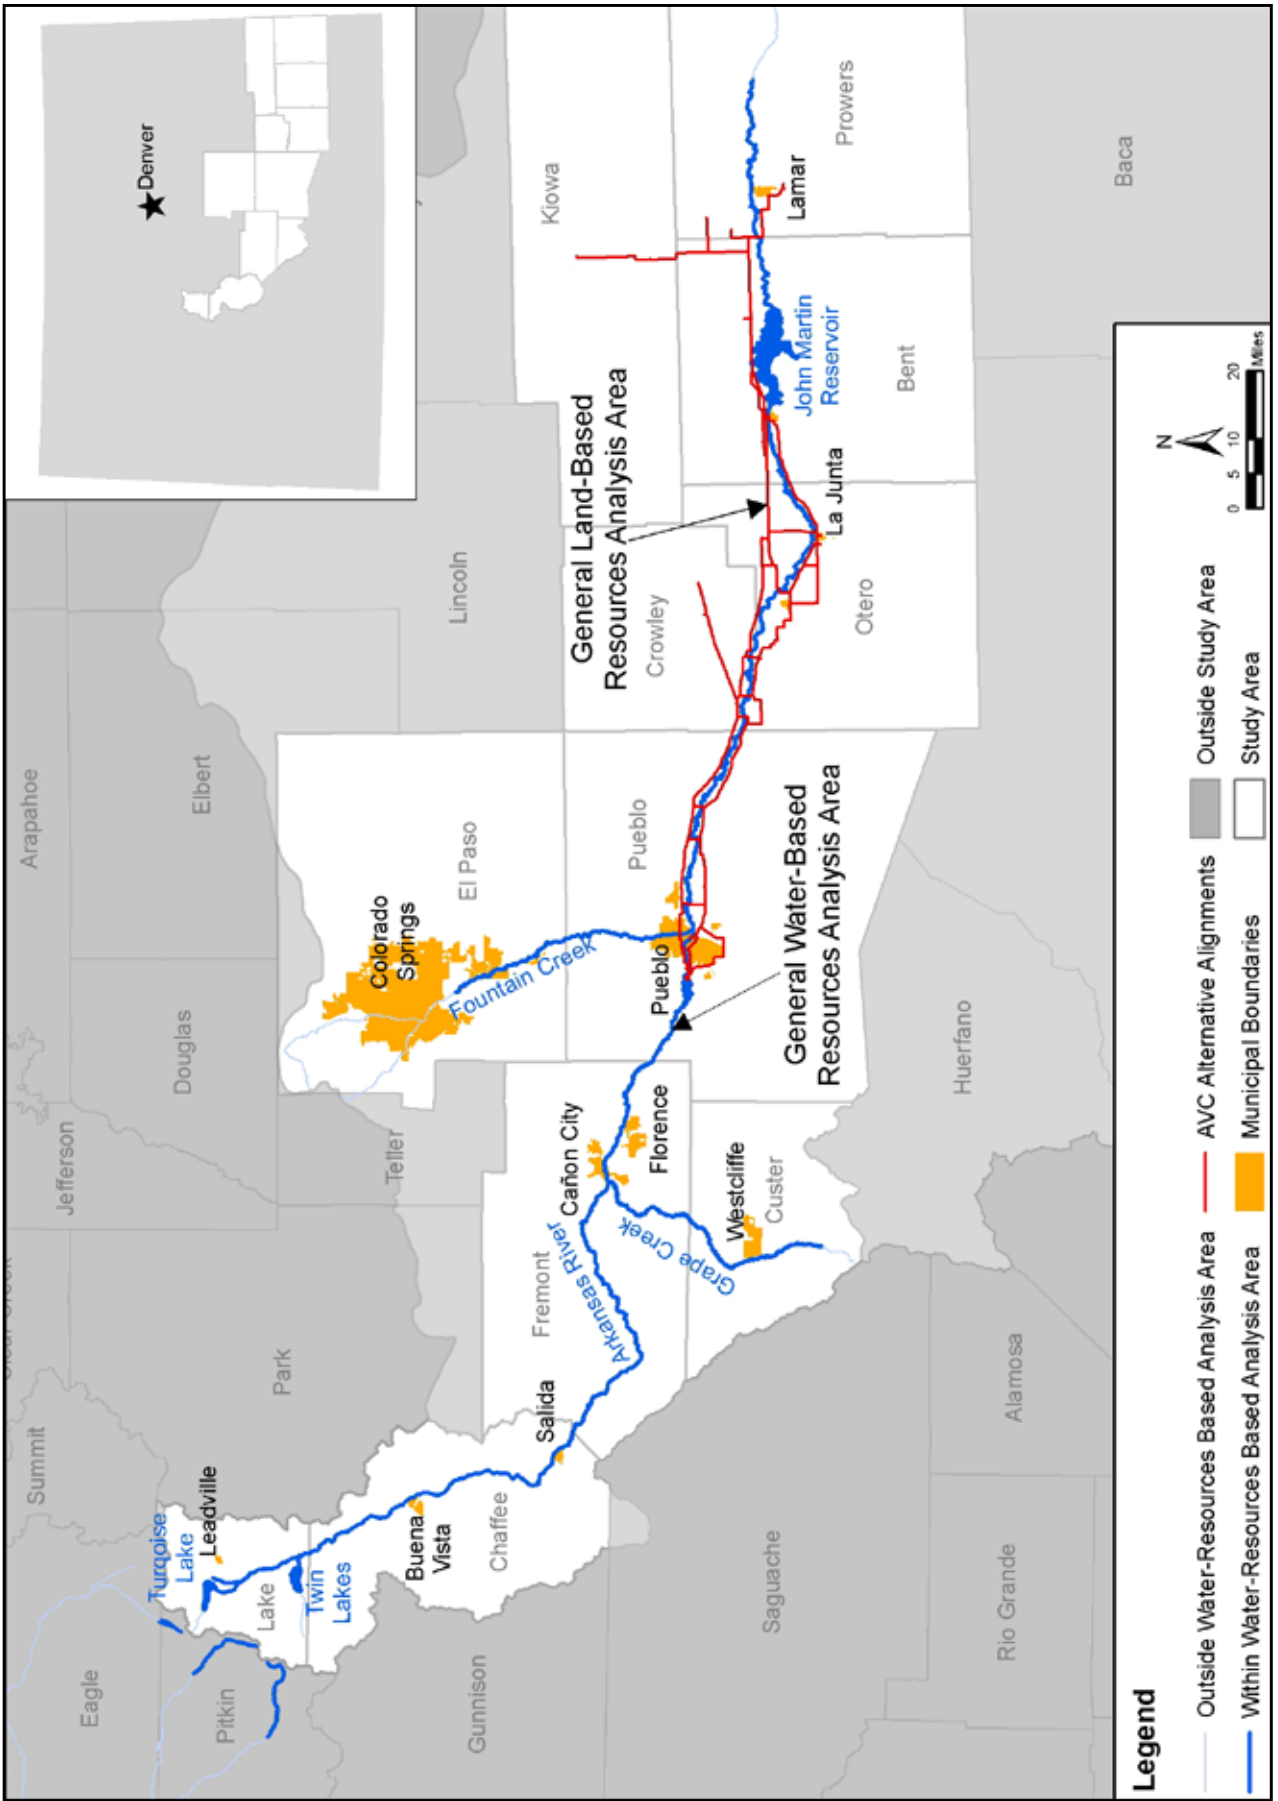 Denver
Summit
Jefferson
Arapahoe
Eagle
Turqoise
Lake
Leadville
Park
Douglas
Elbert
Pitkin
Lake
Twin
Lakes
Teller
Colorado
Springs
El Paso
Lincoln
Kiowa
Buena
Vista
Chaffee
Gunnison
Salida
Fremont
Arkansas River
Cañon City
Fountain Creek
Pueblo
Crowley
General Land-Based
Resources Analysis Area
Florence
Pueblo
Grape Creek
Westcliffe
Custer
General Water-Based
Resources Analysis Area
La Junta
Otero
John Martin
Reservoir
Bent
Lamar
Prowers
Saguache
Huerfano
Rio Grande
Alamosa
Baca
Legend
Outside Water-Resources Based Analysis Area
Within Water-Resources Based Analysis Area
AVC Alternative Alignments
Municipal Boundaries
Outside Study Area
Study Area
N
0 5 10 20
Miles